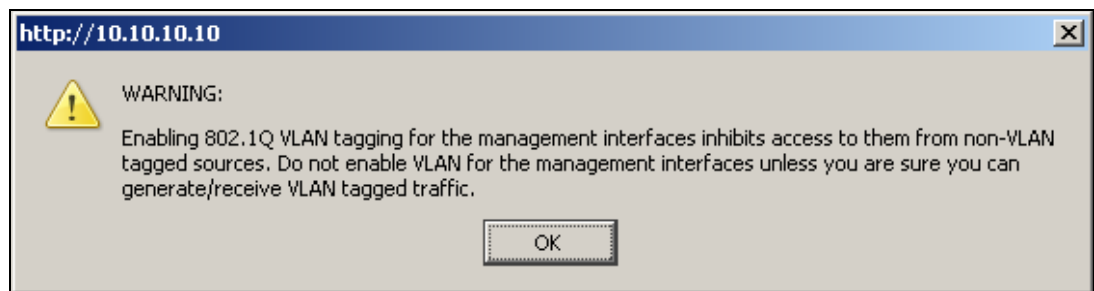 http://10.10.10.10
WARNING:
Enabling 802.1Q VLAN tagging for the management interfaces inhibits access to them from non-VLAN
tagged sources. Do not enable VLAN for the management interfaces unless you are sure you can
generate/receive VLAN tagged traffic.
OK